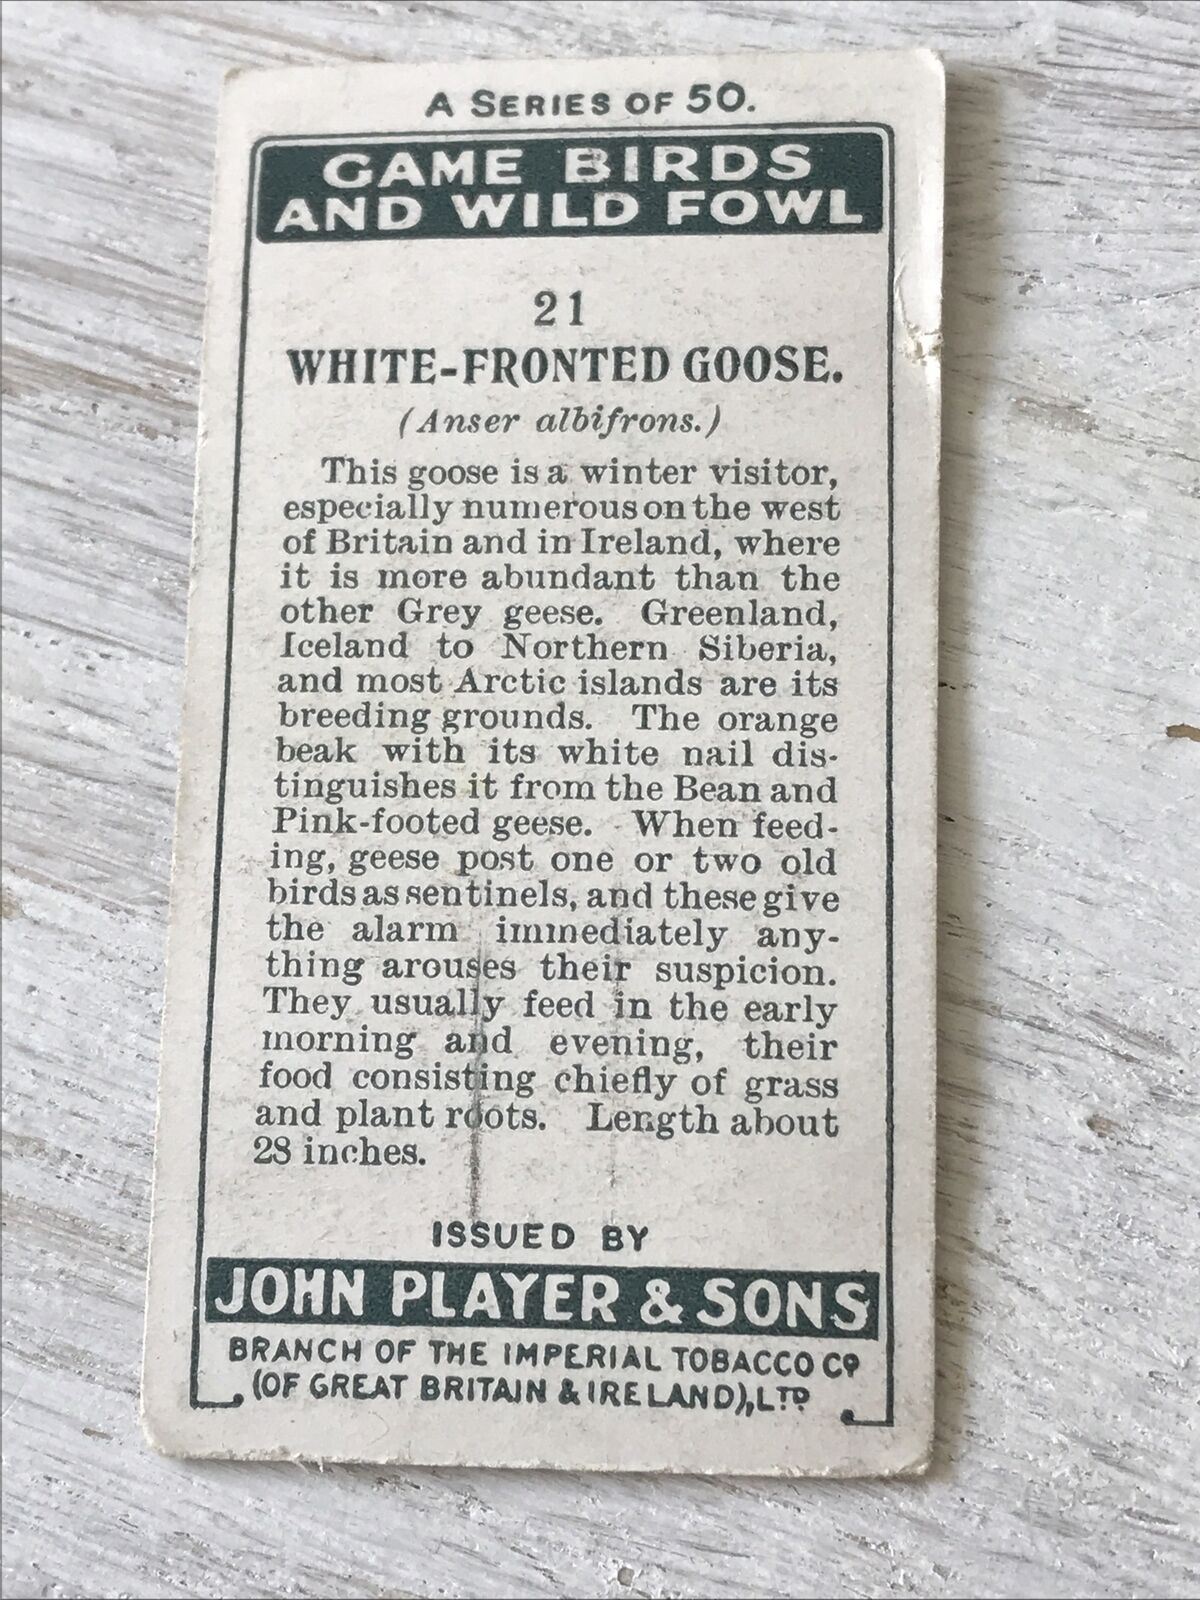 A SERIES OF 50.
GAME BIRDS
AND WILD FOWL
21
WHITE-FRONTED GOOSE.
(Anser albifrons.)
This goose is a winter visitor,
especially numerous on the west
of Britain and in Ireland, where
it is more abundant than the
other Grey geese. Greenland,
Iceland to Northern Siberia,
and most Arctic islands are its
breeding grounds. The orange
beak with its white nail dis-
tinguishes it from the Bean and
Pink-footed geese. When feed-
ing, geese post one or two old
birds as sentinels, and these give
the alarm immediately any-
thing arouses their suspicion.
They usually feed in the early
morning and evening, their
food consisting chiefly of grass
and plant roots. Length about
28 inches.
ISSUED BY
JOHN PLAYER & SONS
BRANCH OF THE IMPERIAL TOBACCO CO
(OF GREAT BRITAIN & IRELAND), LTD